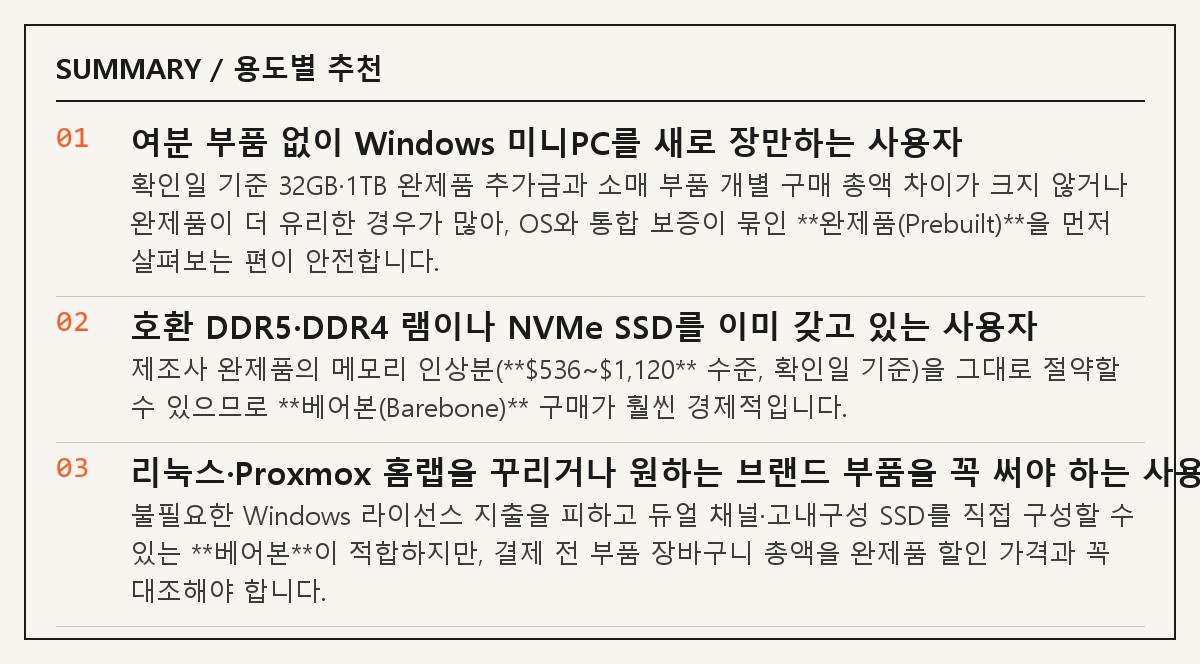 SUMMARY / 용도별 추천
01 여분 부품 없이 Windows 미니PC를 새로 장만하는 사용자
확인일 기준 32GB·1TB 완제품 추가금과 소매 부품 개별 구매 총액 차이가 크지 않거나
완제품이 더 유리한 경우가 많아, OS와 통합 보증이 묶인 **완제품(Prebuilt)**을 먼저
살펴보는 편이 안전합니다.
02 호환 DDR5·DDR4 램이나 NVMe SSD를 이미 갖고 있는 사용자
제조사 완제품의 메모리 인상분(**$536~$1,120** 수준, 확인일 기준)을 그대로 절약할
수 있으므로 **베어본(Barebone)** 구매가 훨씬 경제적입니다.
03 리눅스·Proxmox 홈랩을 꾸리거나 원하는 브랜드 부품을 꼭 써야 하는 사용
불필요한 Windows 라이선스 지출을 피하고 듀얼 채널·고내구성 SSD를 직접 구성할 수
있는 **베어본**이 적합하지만, 결제 전 부품 장바구니 총액을 완제품 할인 가격과 꼭
대조해야 합니다.